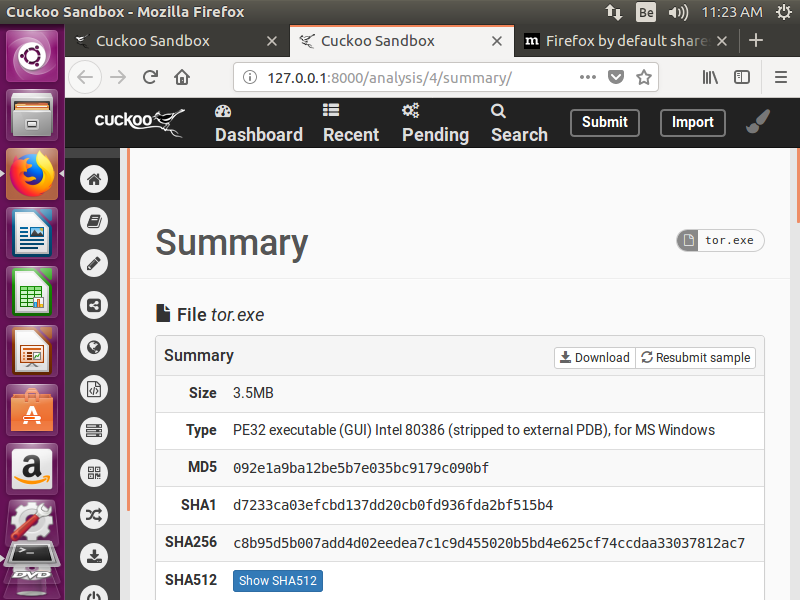 Cuckoo Sandbox - Mozilla Firefox
Be
11:23 AM
Cuckoo Sandbox
Cuckoo Sandbox
m Firefox by default share
127.0.0.1:8000/analysis/4/summary/
cuckoo
Dashboard
Recent
Pending
Search
Submit
Import
Summary
tor.exe
File tor.exe
Summary
Download
Resubmit sample
Size 3.5MB
Type PE32 executable (GUI) Intel 80386 (stripped to external PDB), for MS Windows
MD5 092e1a9ba12be5b7e035bc9179c090bf
SHA1 d7233ca03efcbd137dd20cb0fd936fda2bf515b4
SHA256 c8b95d5b007add4d02eedea7c1c9d455020b5bd4e625cf74ccdaa33037812ac7
SHA512 Show SHA512